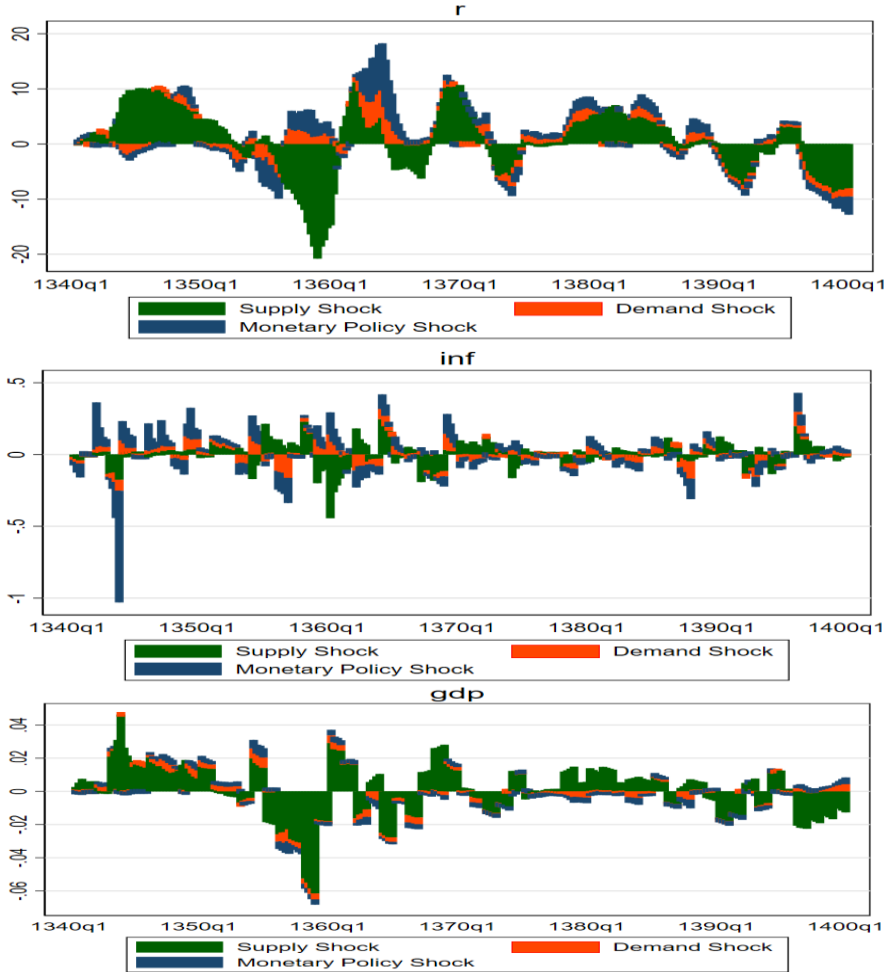 r
20
10
0
-10
-20
1340q1 1350q1 1360q1 1370q1 1380q1 1390q1 1400q1
Supply Shock Demand Shock
Monetary Policy Shock
inf
.5
0
-.5
-1
1340q1 1350q1 1360q1 1370q1 1380q1 1390q1 1400q1
Supply Shock Demand Shock
Monetary Policy Shock
gdp
.04
.02
0
-.02
-.04
-.06
1340q1 1350q1 1360q1 1370q1 1380q1 1390q1 1400q1
Supply Shock Demand Shock
Monetary Policy Shock